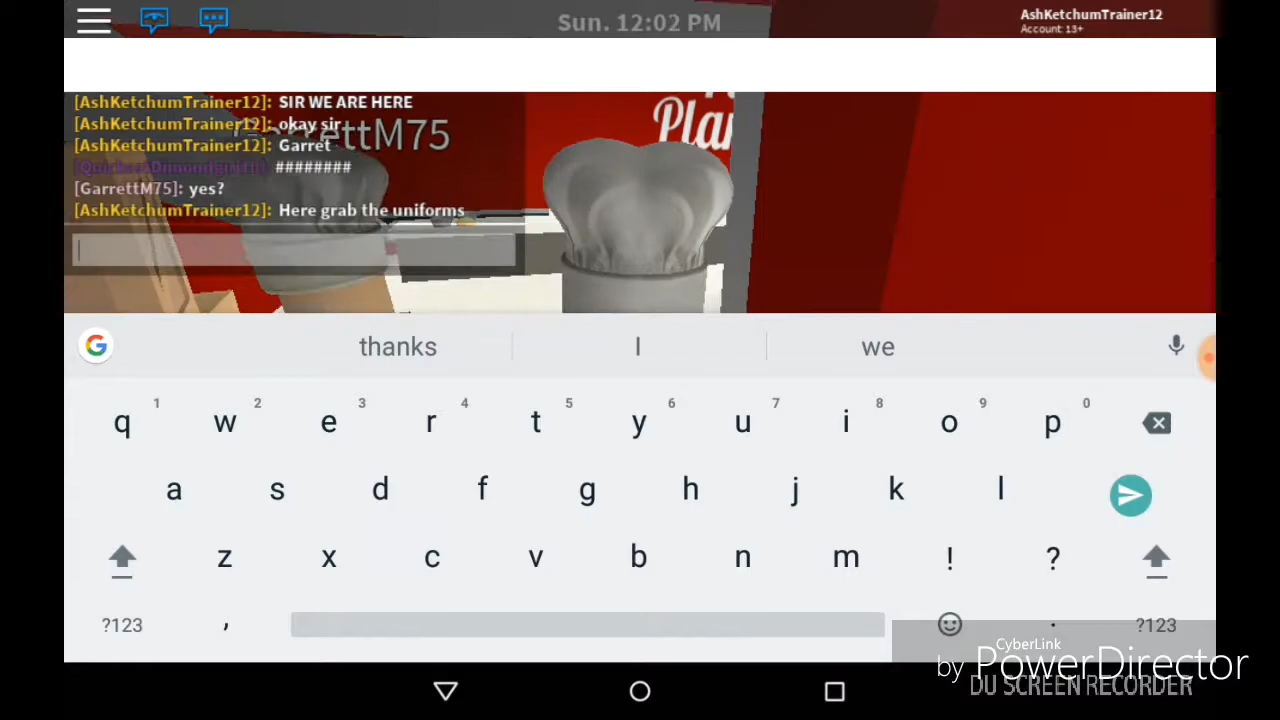 Sun. 12:02 PM
AshKetchumTrainer12
Account: 13+
[AshKetchumTrainer12]: SIR WE ARE HERE
[AshKetchumTrainer12]: okay sir
[AshKetchumTrainer12]: Garret
########
[GarrettM75]: yes?
[AshKetchumTrainer12]: Here grab the uniforms
GarrettM75
thanks I we
q 1 w 2 e 3 r 4 t 5 y 6 u 7 i 8 o 9 p 0
a s d f g h j k l
z x c v b n m ! ?
?123 , . ?123
CyberLink
by PowerDirector
DU SCREEN RECORDER